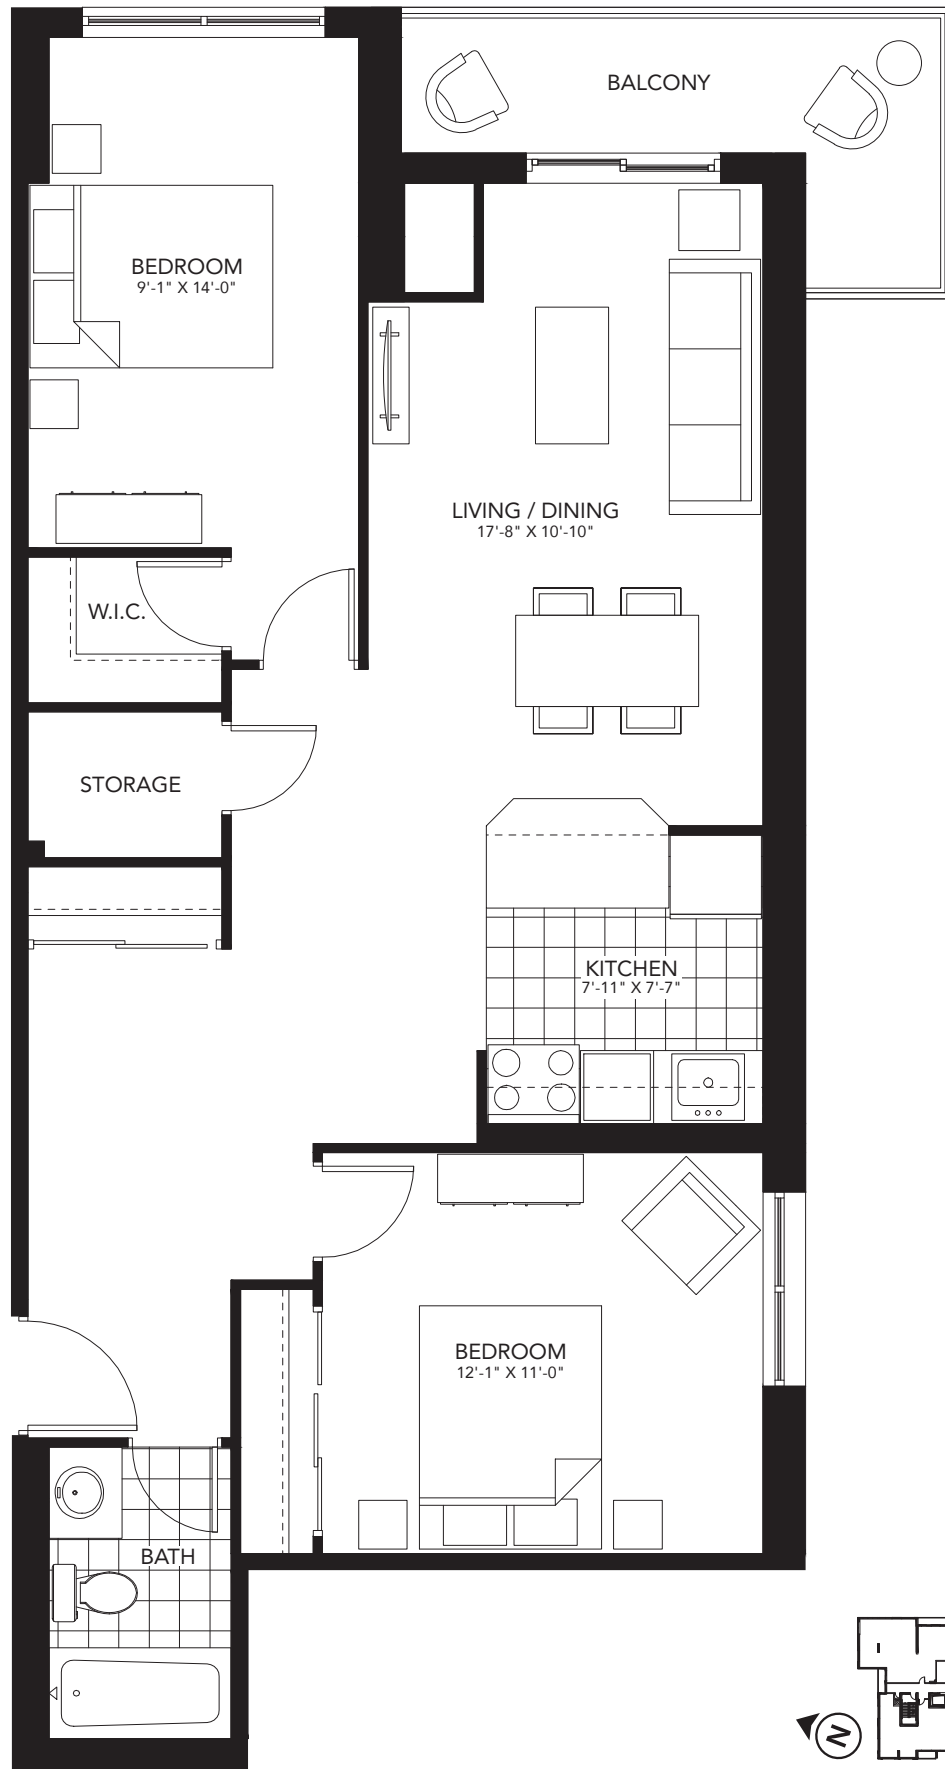 BALCONY
BEDROOM
9'-1" X 14'-0"
LIVING / DINING
17'-8" X 10'-10"
W.I.C.
STORAGE
KITCHEN
7'-11" X 7'-7"
BEDROOM
12'-1" X 11'-0"
BATH
N